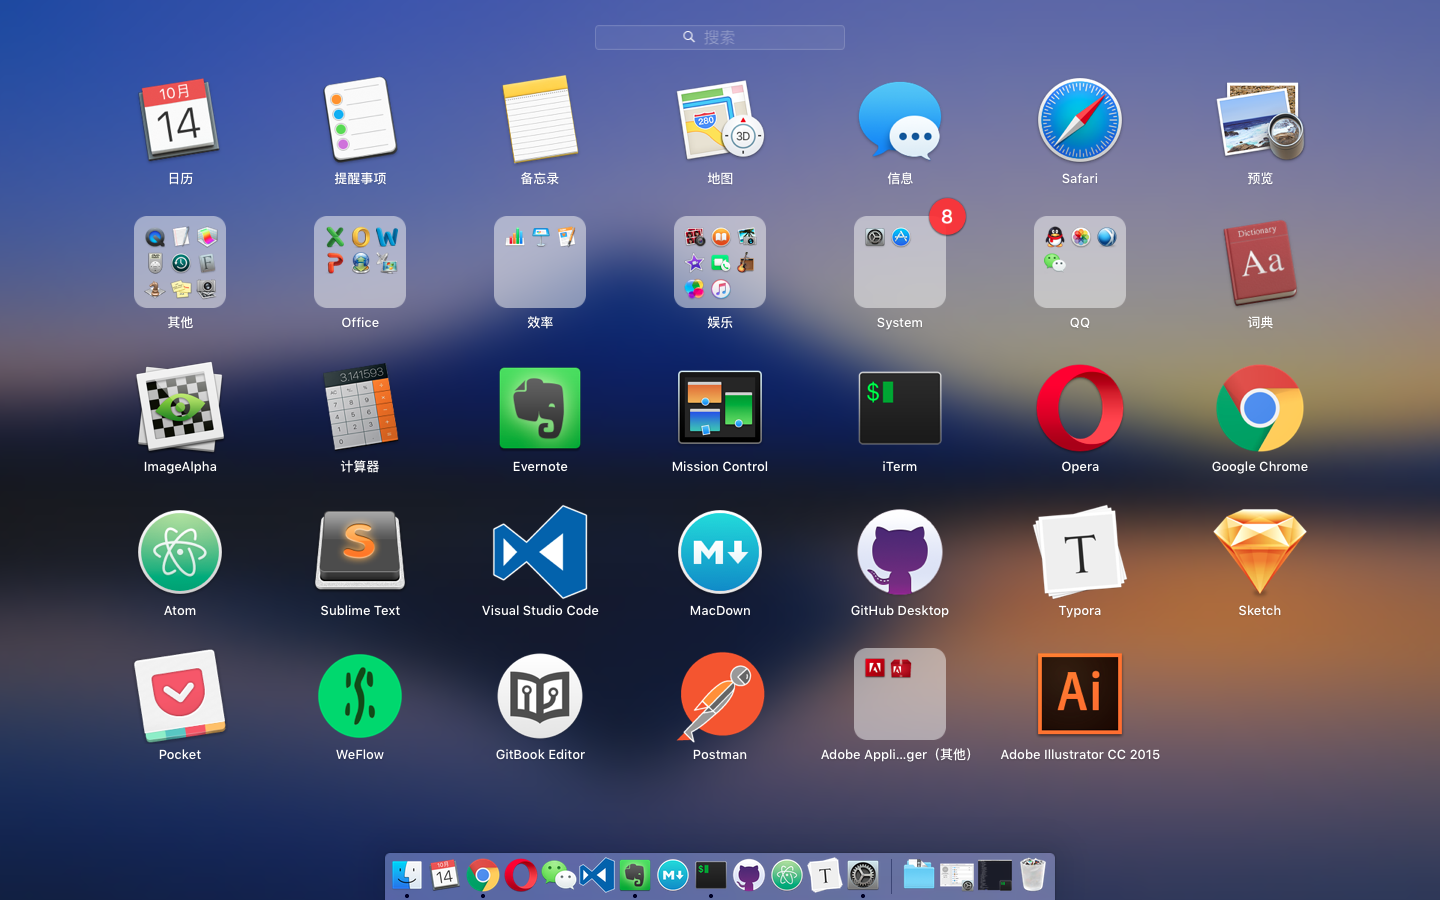 搜索
10月
14
280
3D
日历
提醒事项
备忘录
地图
信息
Safari
预览
8
Dictionary
Aa
其他
Office
效率
娱乐
System
QQ
词典
3.141593
$
ImageAlpha
计算器
Evernote
Mission Control
iTerm
Opera
Google Chrome
S
M
T
Atom
Sublime Text
Visual Studio Code
MacDown
GitHub Desktop
Typora
Sketch
Ai
Pocket
WeFlow
GitBook Editor
Postman
Adobe Appli...ger（其他）
Adobe Illustrator CC 2015
10月
14
M
$
T